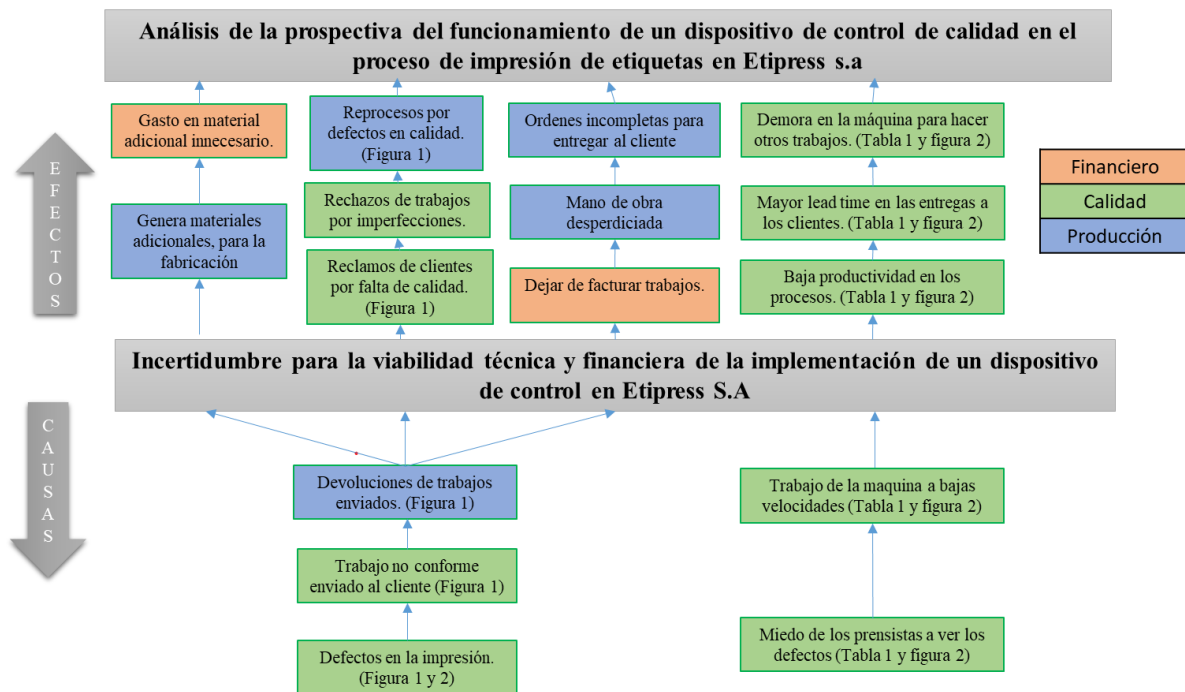 Análisis de la prospectiva del funcionamiento de un dispositivo de control de calidad en el
proceso de impresión de etiquetas en Etipress s.a
EFECTOS
Gasto en material
adicional innecesario.
Genera materiales
adicionales, para la
fabricación
Reprocesos por
defectos en calidad.
(Figura 1)
Rechazos de trabajos
por imperfecciones.
Reclamos de clientes
por falta de calidad.
(Figura 1)
Ordenes incompletas para
entregar al cliente
Mano de obra
desperdiciada
Dejar de facturar trabajos.
Demora en la máquina para hacer
otros trabajos. (Tabla 1 y figura 2)
Mayor lead time en las entregas a
los clientes. (Tabla 1 y figura 2)
Baja productividad en los
procesos. (Tabla 1 y figura 2)
Financiero
Calidad
Producción
Incertidumbre para la viabilidad técnica y financiera de la implementación de un dispositivo
de control en Etipress S.A
CAUSAS
Devoluciones de trabajos
enviados. (Figura 1)
Trabajo no conforme
enviado al cliente (Figura 1)
Defectos en la impresión.
(Figura 1 y 2)
Trabajo de la maquina a bajas
velocidades (Tabla 1 y figura 2)
Miedo de los prensistas a ver los
defectos (Tabla 1 y figura 2)